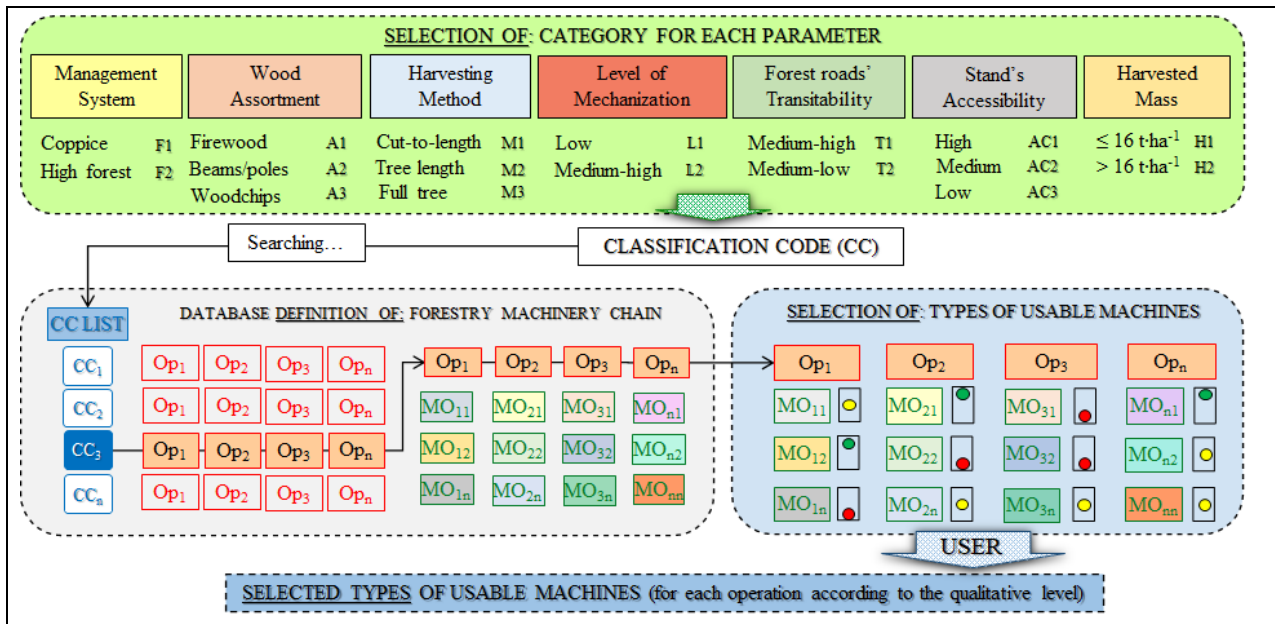 SELECTION OF: CATEGORY FOR EACH PARAMETER
Management
System
Wood
Assortment
Harvesting
Method
Level of
Mechanization
Forest roads’
Transitability
Stand’s
Accessibility
Harvested
Mass
Coppice F1
High forest F2
Firewood A1
Beams/poles A2
Woodchips A3
Cut-to-length M1
Tree length M2
Full tree M3
Low L1
Medium-high L2
Medium-high T1
Medium-low T2
High AC1
Medium AC2
Low AC3
≤ 16 t·ha⁻¹ H1
> 16 t·ha⁻¹ H2
Searching…
CLASSIFICATION CODE (CC)
CC LIST
DATABASE DEFINITION OF: FORESTRY MACHINERY CHAIN
CC₁ Op₁ Op₂ Op₃ Opₙ
CC₂ Op₁ Op₂ Op₃ Opₙ
CC₃ Op₁ Op₂ Op₃ Opₙ
CCₙ Op₁ Op₂ Op₃ Opₙ
Op₁ Op₂ Op₃ Opₙ
MO₁₁ MO₂₁ MO₃₁ MOₙ₁
MO₁₂ MO₂₂ MO₃₂ MOₙ₂
MO₁ₙ MO₂ₙ MO₃ₙ MOₙₙ
SELECTION OF: TYPES OF USABLE MACHINES
Op₁ Op₂ Op₃ Opₙ
MO₁₁ MO₂₁ MO₃₁ MOₙ₁
MO₁₂ MO₂₂ MO₃₂ MOₙ₂
MO₁ₙ MO₂ₙ MO₃ₙ MOₙₙ
USER
SELECTED TYPES OF USABLE MACHINES (for each operation according to the qualitative level)